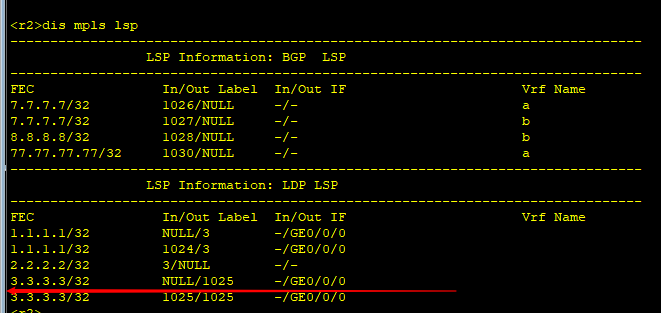 <r2>dis mpls lsp
-------------------------------------------------------------------------------
                 LSP Information: BGP  LSP
-------------------------------------------------------------------------------
FEC                In/Out Label  In/Out IF                      Vrf Name
7.7.7.7/32         1026/NULL     -/-                            a
7.7.7.7/32         1027/NULL     -/-                            b
8.8.8.8/32         1028/NULL     -/-                            b
77.77.77.77/32     1030/NULL     -/-                            a
-------------------------------------------------------------------------------
                 LSP Information: LDP LSP
-------------------------------------------------------------------------------
FEC                In/Out Label  In/Out IF                      Vrf Name
1.1.1.1/32         NULL/3        -/GE0/0/0
1.1.1.1/32         1024/3        -/GE0/0/0
2.2.2.2/32         3/NULL        -/-
3.3.3.3/32         NULL/1025     -/GE0/0/0
3.3.3.3/32         1025/1025     -/GE0/0/0
<r2>